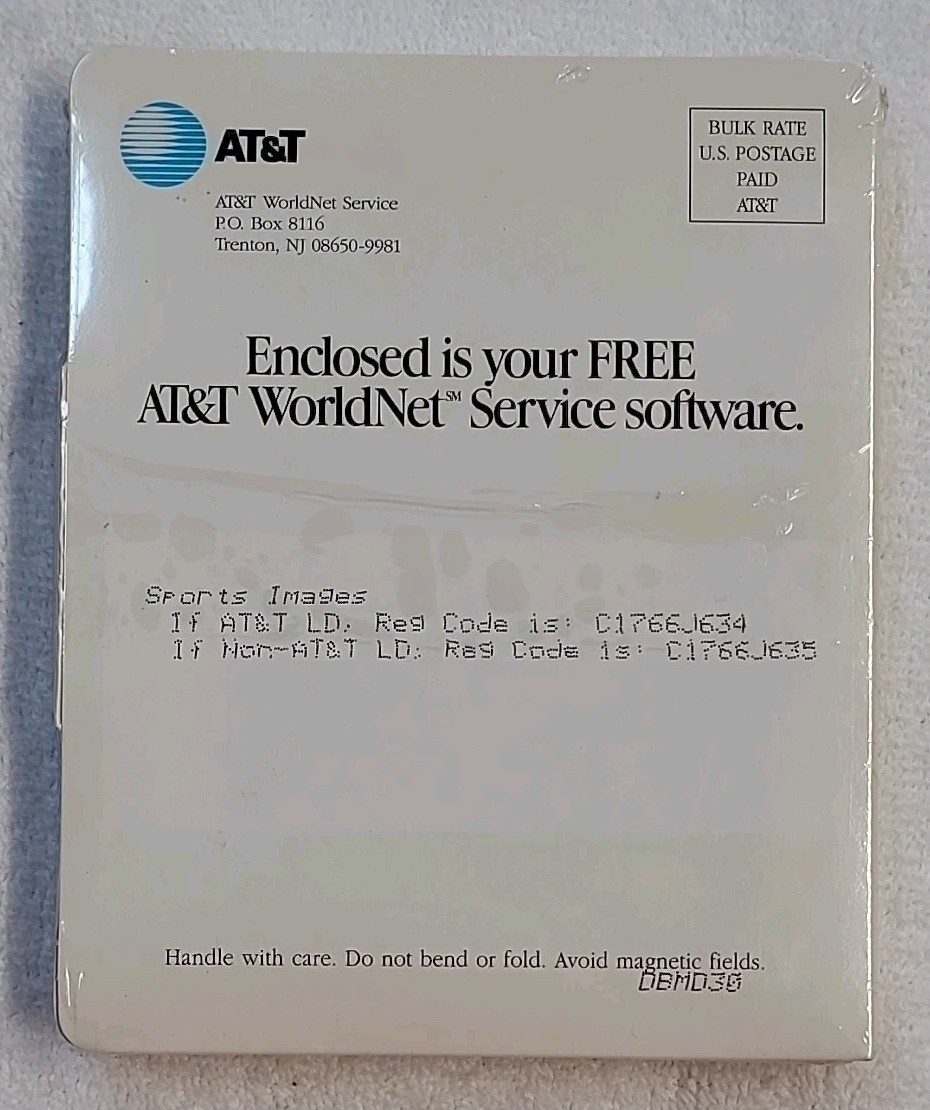 AT&T
AT&T WorldNet Service
P.O. Box 8116
Trenton, NJ 08650-9981
BULK RATE
U.S. POSTAGE
PAID
AT&T
Enclosed is your FREE
AT&T WorldNet℠ Service software.
Sports Images
If AT&T LD, Reg Code is: C1766J634
If Non-AT&T LD: Reg Code is: C1766J635
Handle with care. Do not bend or fold. Avoid magnetic fields.
DBMD30